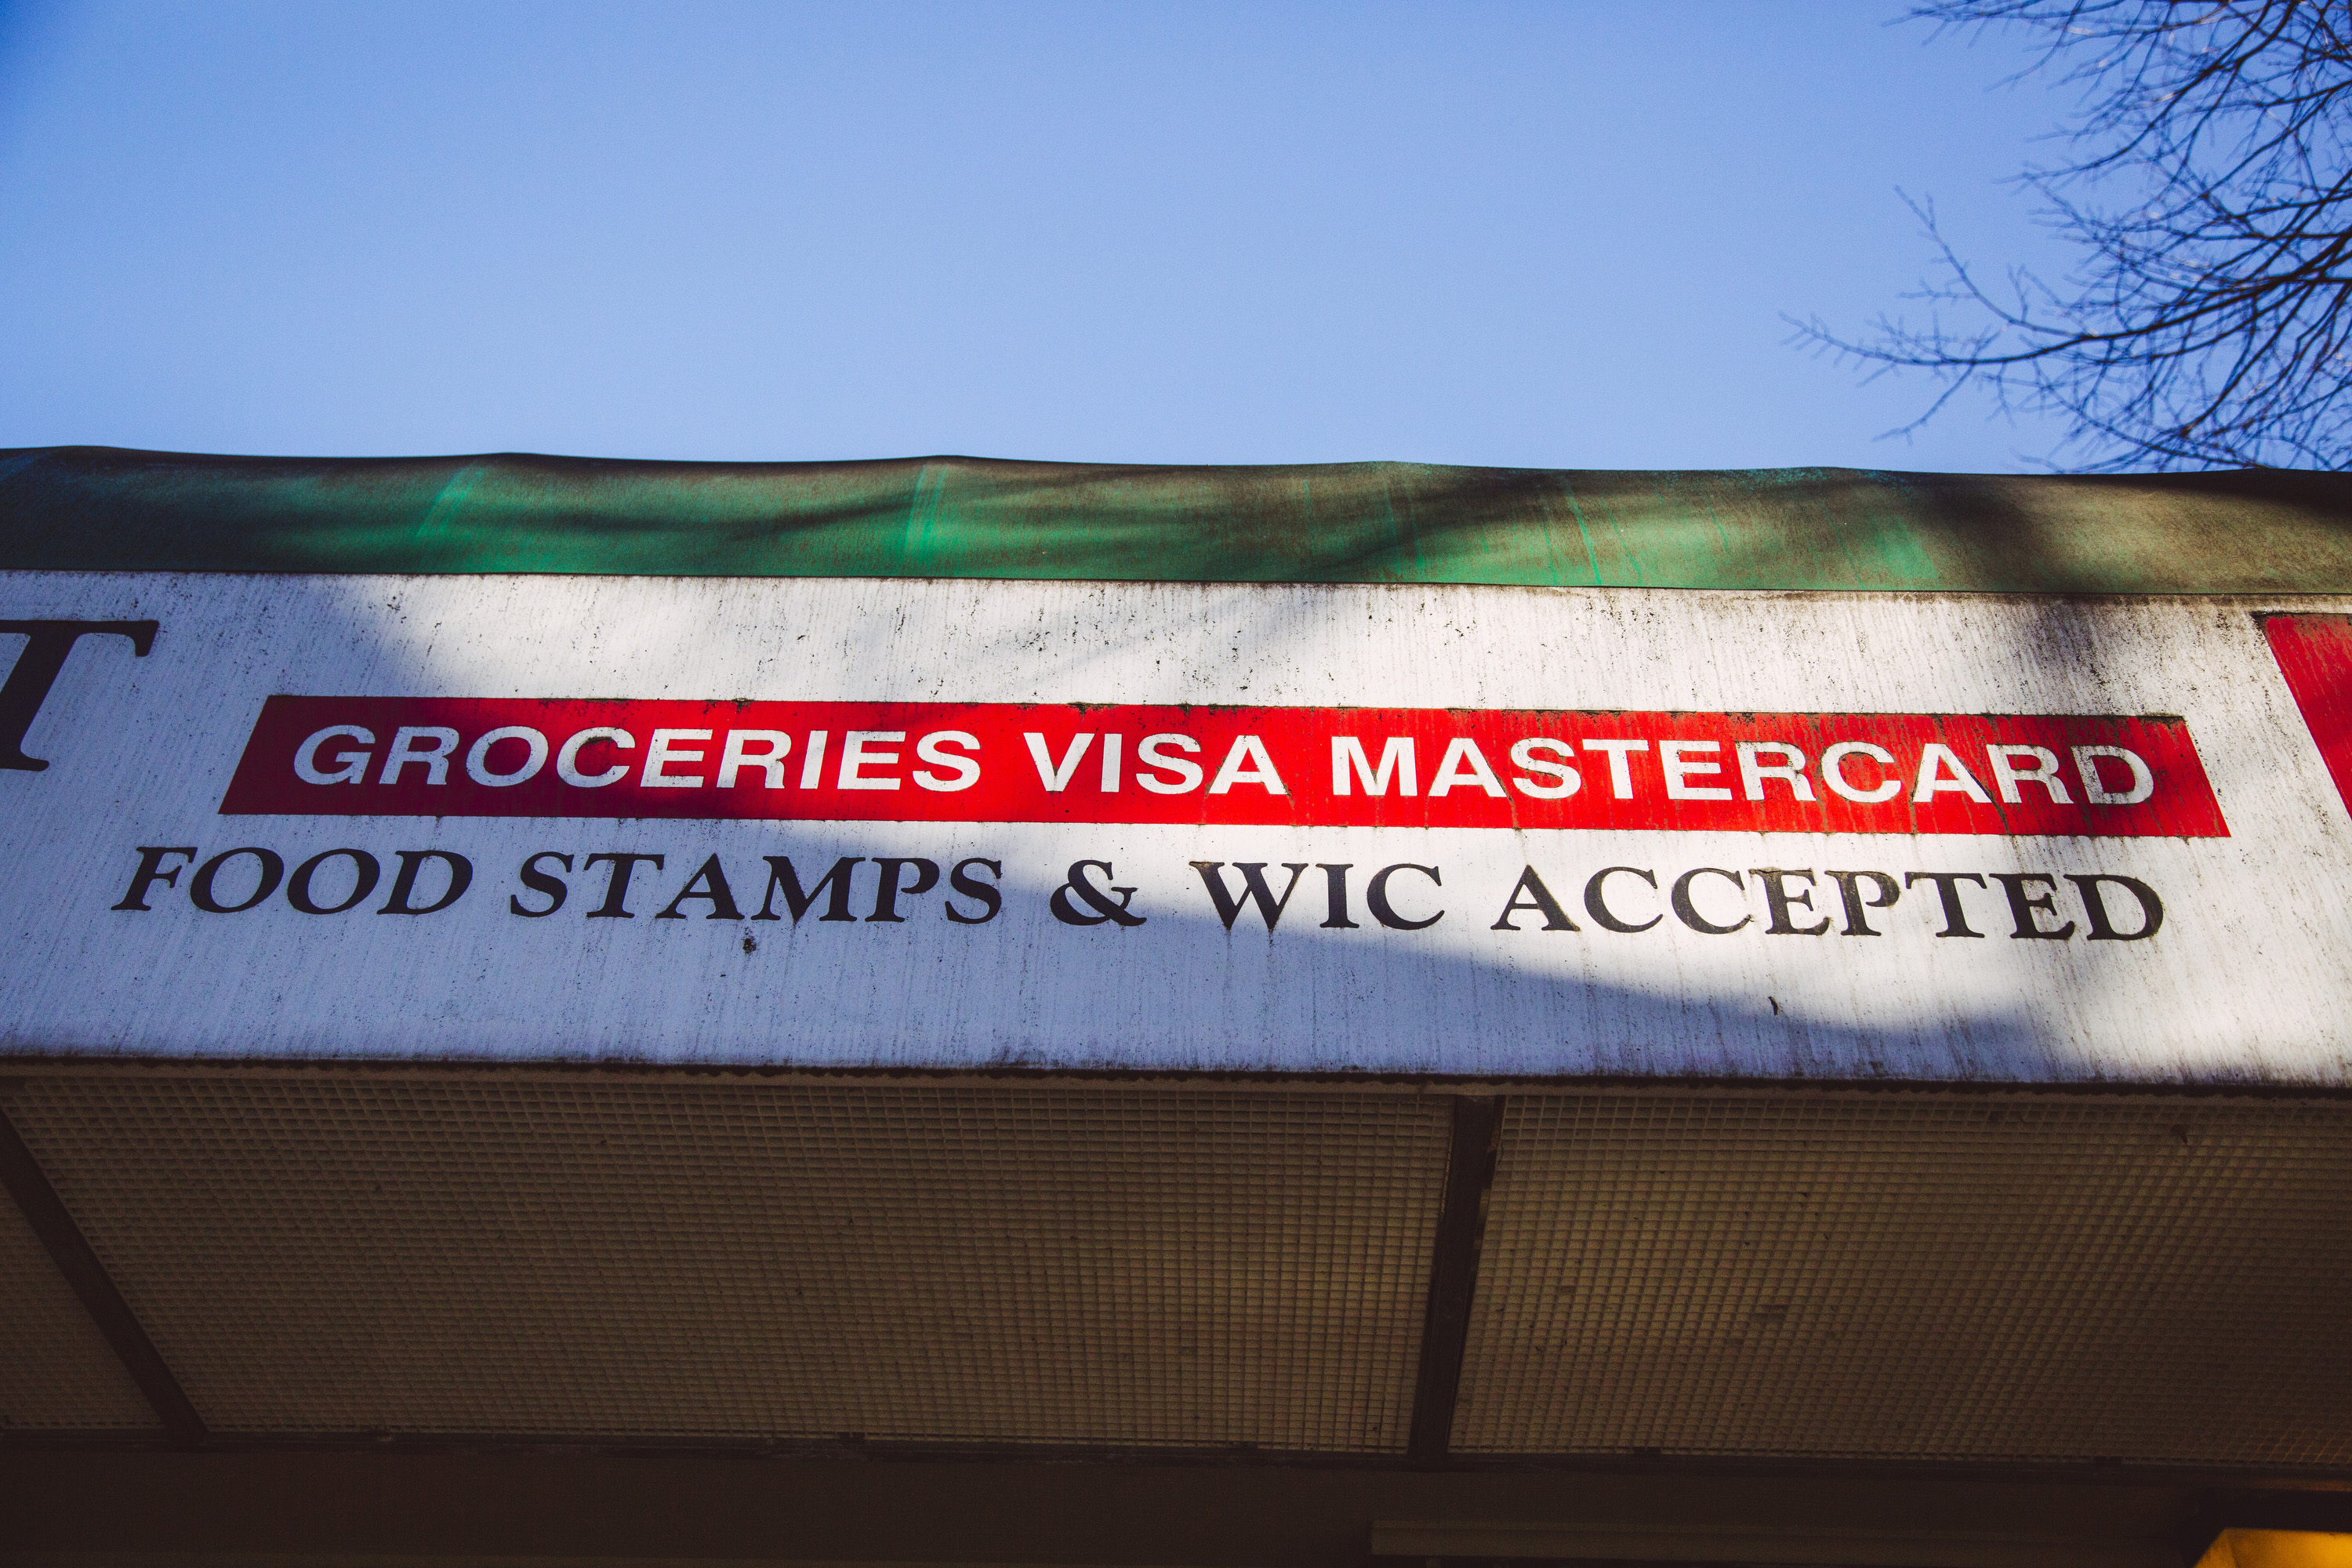 T
GROCERIES VISA MASTERCARD
FOOD STAMPS & WIC ACCEPTED